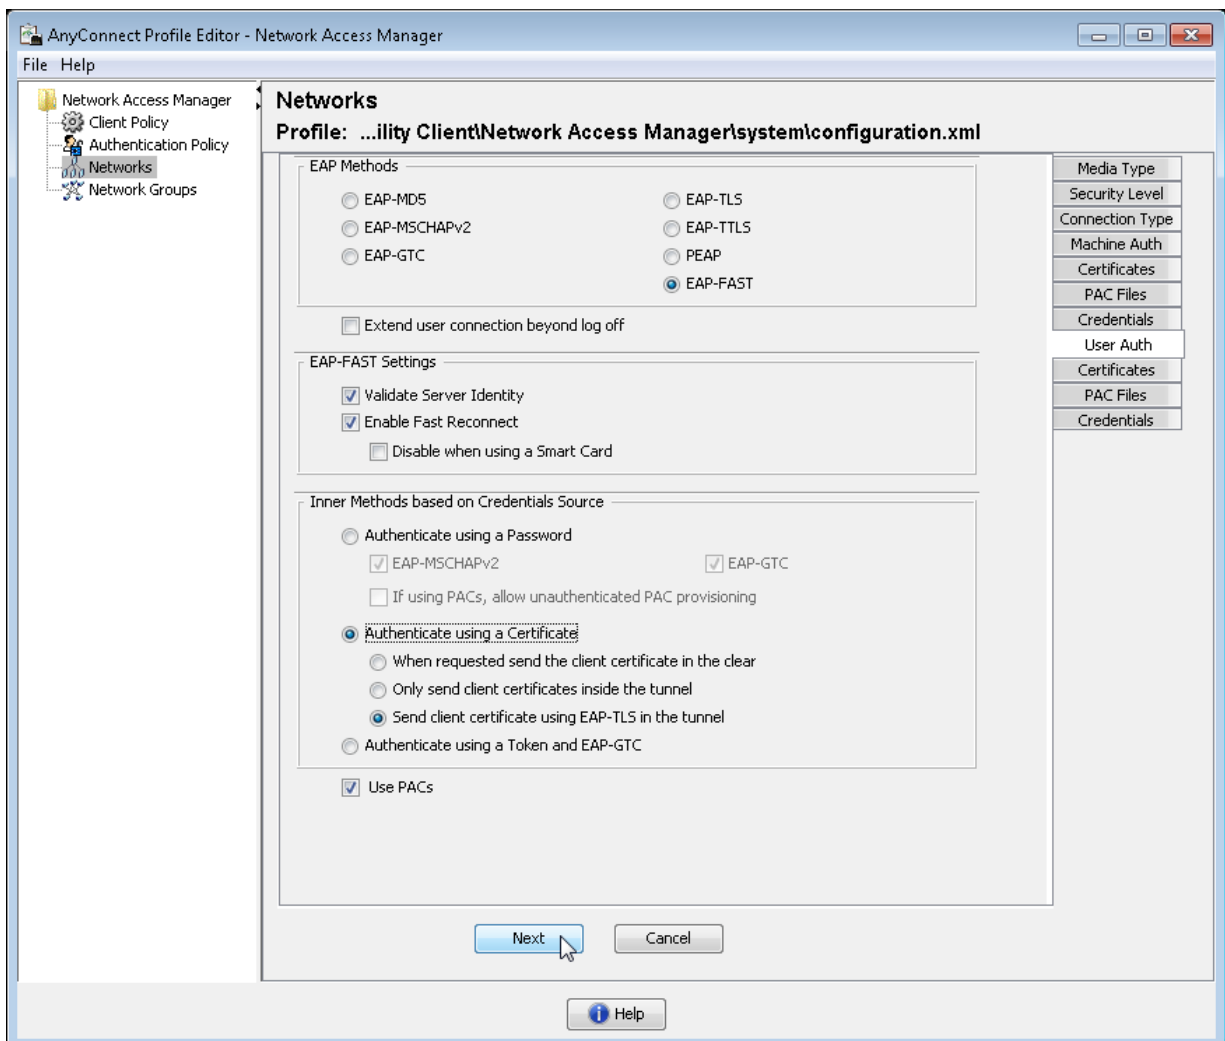 AnyConnect Profile Editor - Network Access Manager
File Help
Network Access Manager
Client Policy
Authentication Policy
Networks
Network Groups
Networks
Profile: ...ility Client\Network Access Manager\system\configuration.xml
EAP Methods
EAP-MD5
EAP-TLS
EAP-MSCHAPv2
EAP-TTLS
EAP-GTC
PEAP
EAP-FAST
Extend user connection beyond log off
EAP-FAST Settings
Validate Server Identity
Enable Fast Reconnect
Disable when using a Smart Card
Inner Methods based on Credentials Source
Authenticate using a Password
EAP-MSCHAPv2
EAP-GTC
If using PACs, allow unauthenticated PAC provisioning
Authenticate using a Certificate
When requested send the client certificate in the clear
Only send client certificates inside the tunnel
Send client certificate using EAP-TLS in the tunnel
Authenticate using a Token and EAP-GTC
Use PACs
Media Type
Security Level
Connection Type
Machine Auth
Certificates
PAC Files
Credentials
User Auth
Certificates
PAC Files
Credentials
Next
Cancel
Help